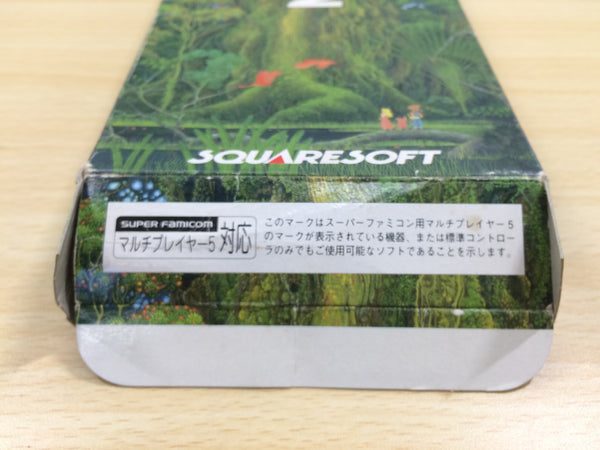 2
SQUARESOFT
SUPER FAMICOM
マルチプレイヤー5
対応
このマークはスーパーファミコン用マルチプレイヤー5
のマークが表示されている機器、または標準コントロー
ラのみでもご使用可能なソフトであることを示します。